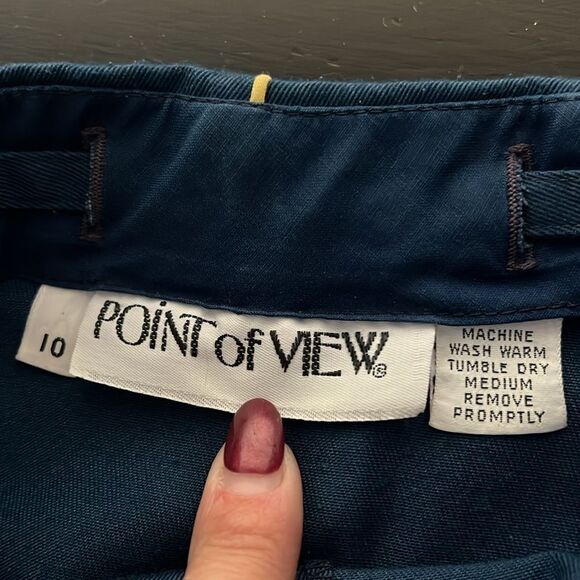 10
POiNT of VIEW®
MACHINE
WASH WARM
TUMBLE DRY
MEDIUM
REMOVE
PROMPTLY